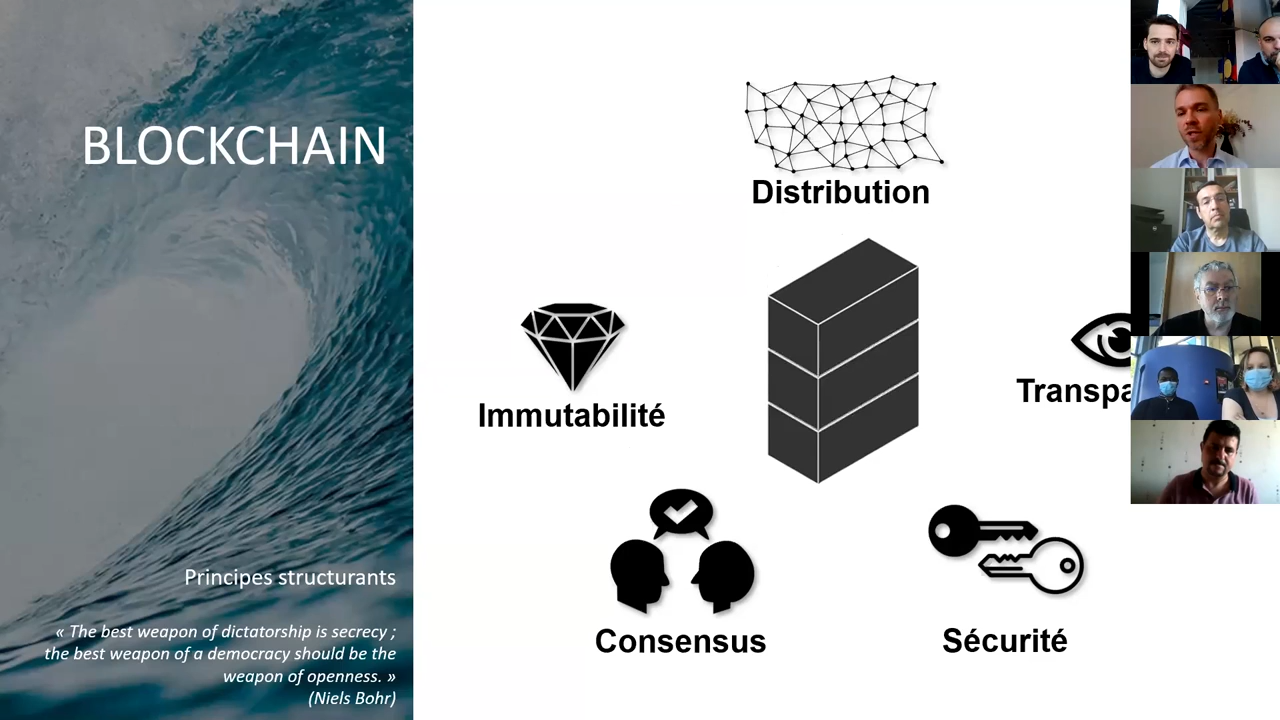 BLOCKCHAIN
Principes structurants
« The best weapon of dictatorship is secrecy ;
the best weapon of a democracy should be the
weapon of openness. »
(Niels Bohr)
Distribution
Immutabilité
Transpa
Consensus
Sécurité